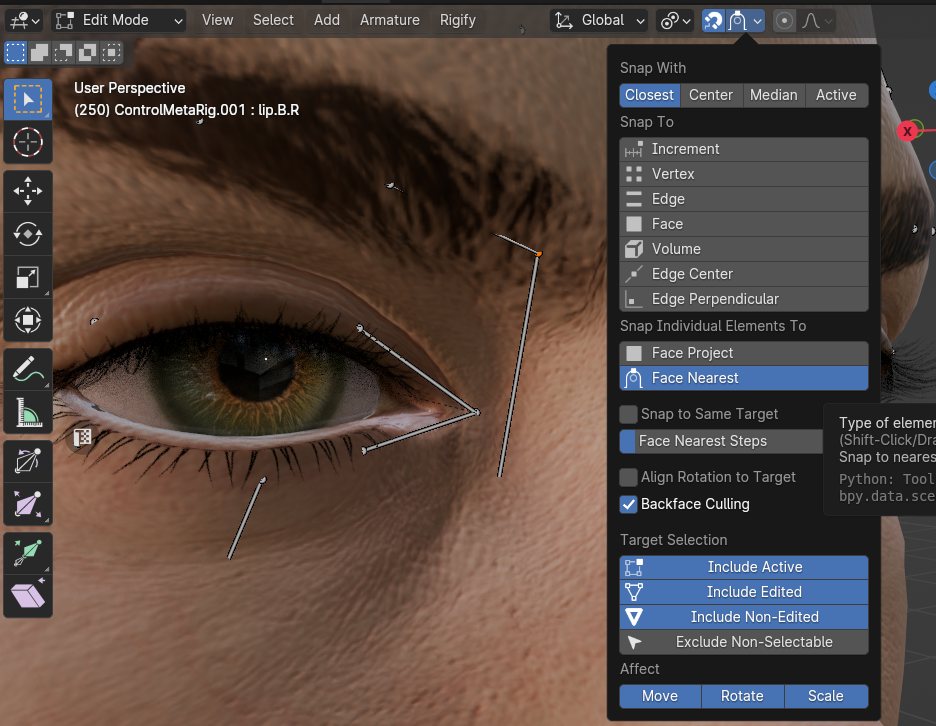 Edit Mode View Select Add Armature Rigify Global
User Perspective
(250) ControlMetaRig.001 : lip.B.R
Snap With
Closest Center Median Active
Snap To
Increment
Vertex
Edge
Face
Volume
Edge Center
Edge Perpendicular
Snap Individual Elements To
Face Project
Face Nearest
Snap to Same Target
Face Nearest Steps
Align Rotation to Target
Backface Culling
Target Selection
Include Active
Include Edited
Include Non-Edited
Exclude Non-Selectable
Affect
Move Rotate Scale
X
Type of elemen
(Shift-Click/Dra
Snap to neares
Python: Tool
bpy.data.sce